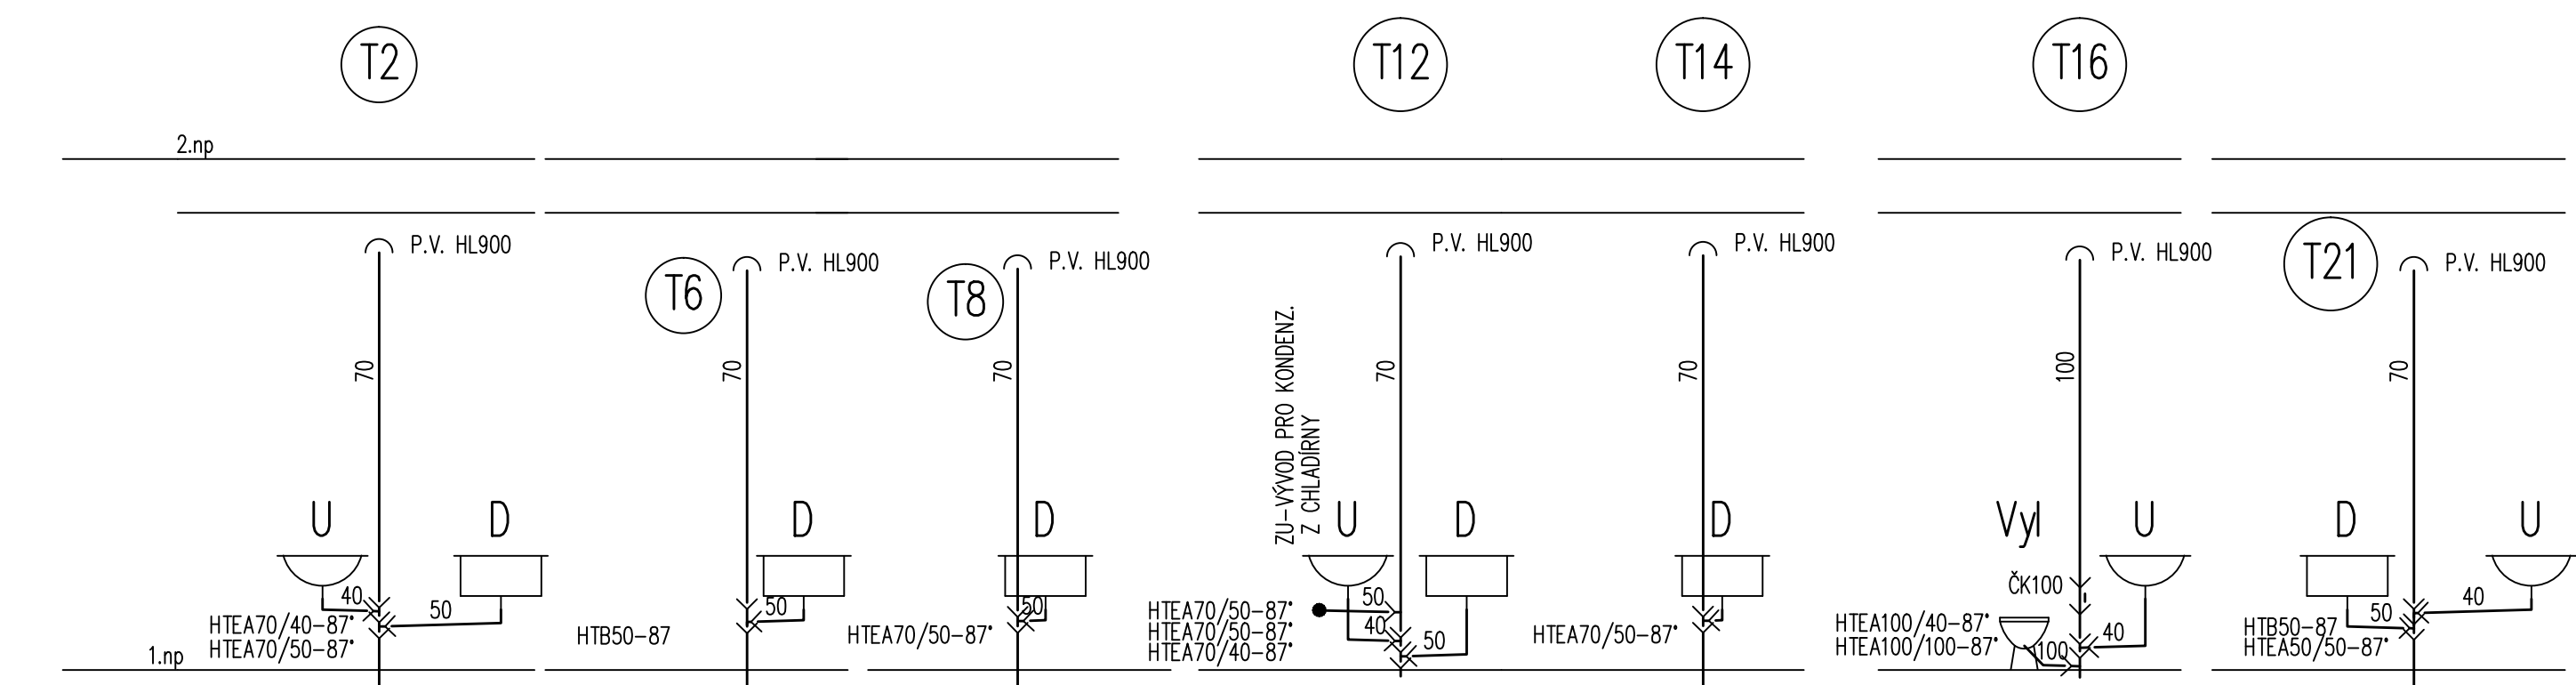 T2
T12
T14
T16
2.np
P.V. HL900
P.V. HL900
P.V. HL900
P.V. HL900
P.V. HL900
P.V. HL900
P.V. HL900
T6
T8
T21
70
70
70
70
70
100
70
ZU-VÝVOD PRO KONDENZ.
Z CHLADÍRNY
U
D
D
D
U
D
D
Vyl
U
D
U
ČK100
40
50
50
50
50
40
50
40
100
50
40
HTEA70/40-87°
HTEA70/50-87°
HTB50-87
HTEA70/50-87°
HTEA70/50-87°
HTEA70/50-87°
HTEA70/40-87°
HTEA70/50-87°
HTEA100/40-87°
HTEA100/100-87°
HTB50-87
HTEA50/50-87°
1.np